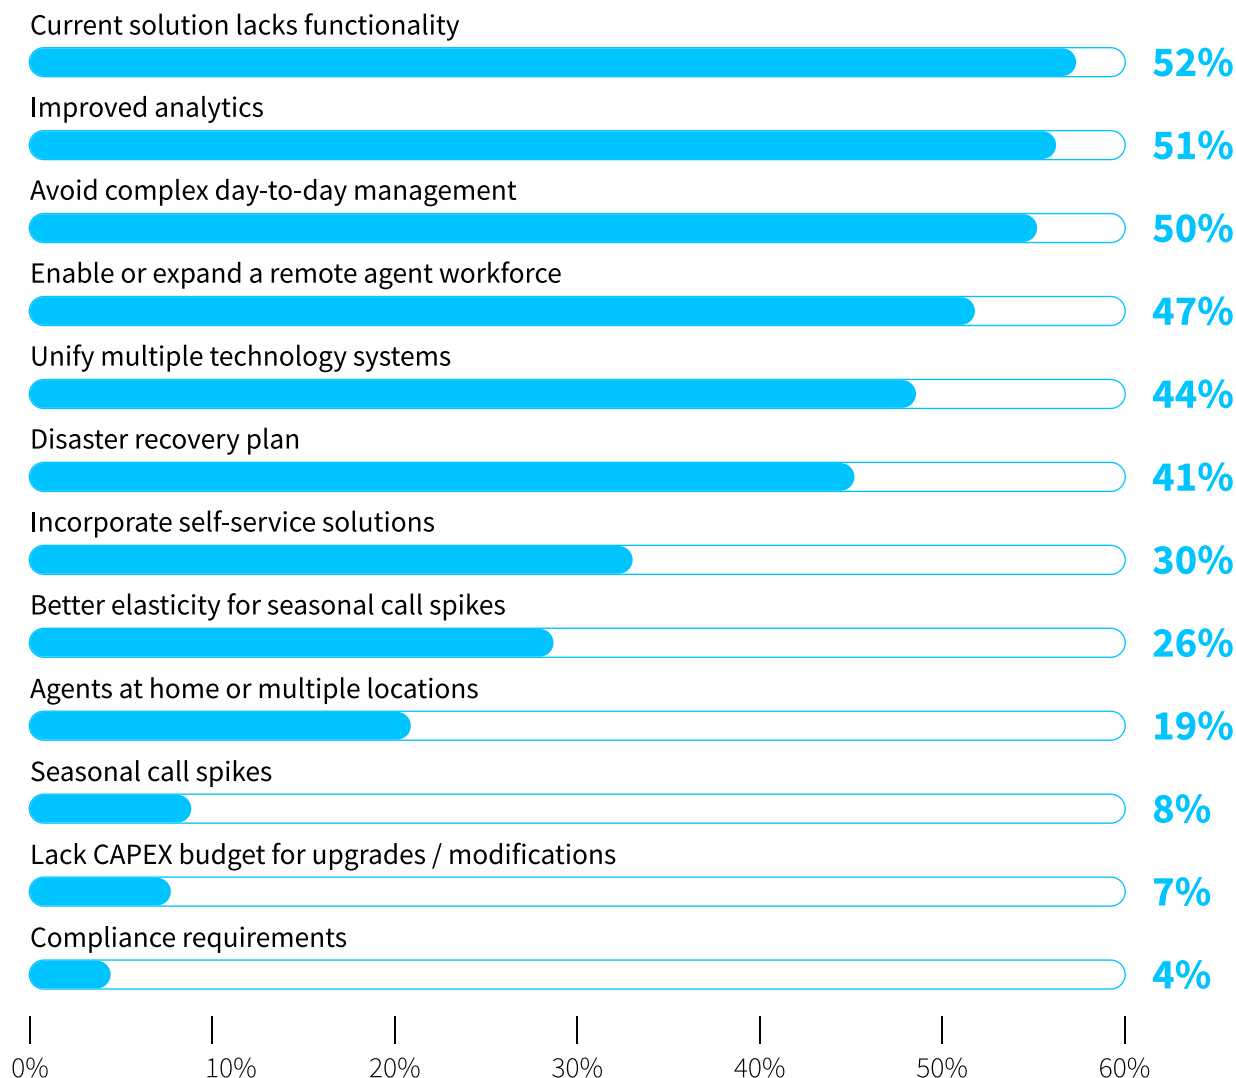 Current solution lacks functionality
52%
Improved analytics
51%
Avoid complex day-to-day management
50%
Enable or expand a remote agent workforce
47%
Unify multiple technology systems
44%
Disaster recovery plan
41%
Incorporate self-service solutions
30%
Better elasticity for seasonal call spikes
26%
Agents at home or multiple locations
19%
Seasonal call spikes
8%
Lack CAPEX budget for upgrades / modifications
7%
Compliance requirements
4%
0% 10% 20% 30% 40% 50% 60%